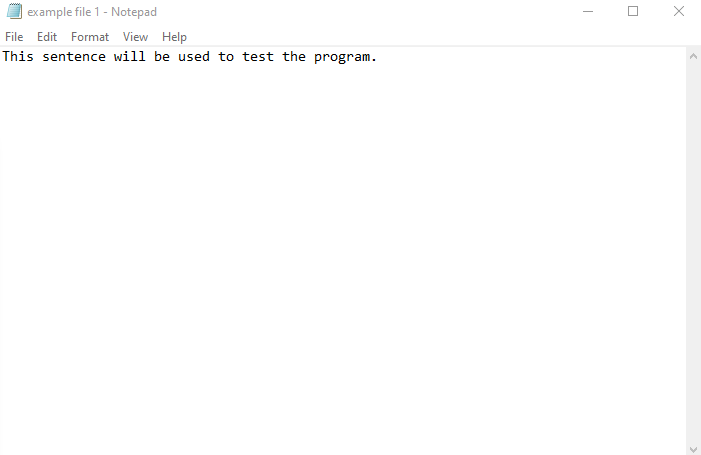 example file 1 - Notepad
File Edit Format View Help
This sentence will be used to test the program.